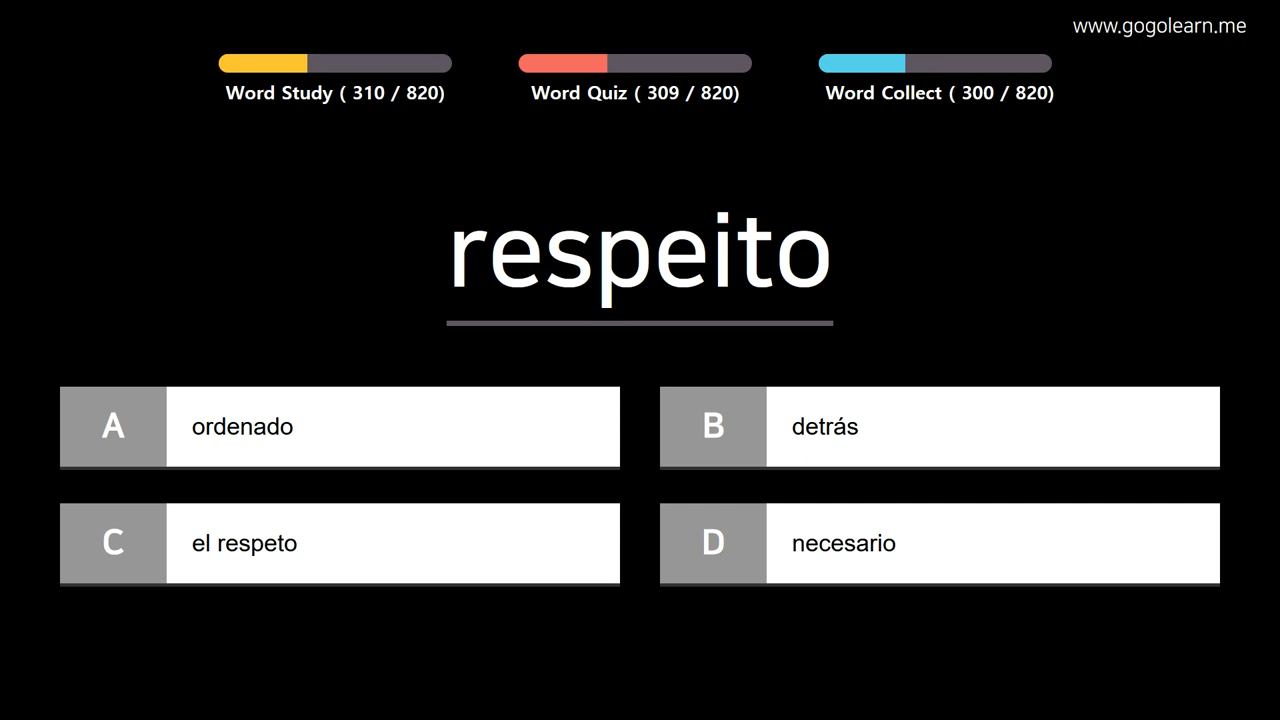 www.gogolearn.me
Word Study ( 310 / 820)
Word Quiz ( 309 / 820)
Word Collect ( 300 / 820)
respeito
A ordenado
B detrás
C el respeto
D necesario